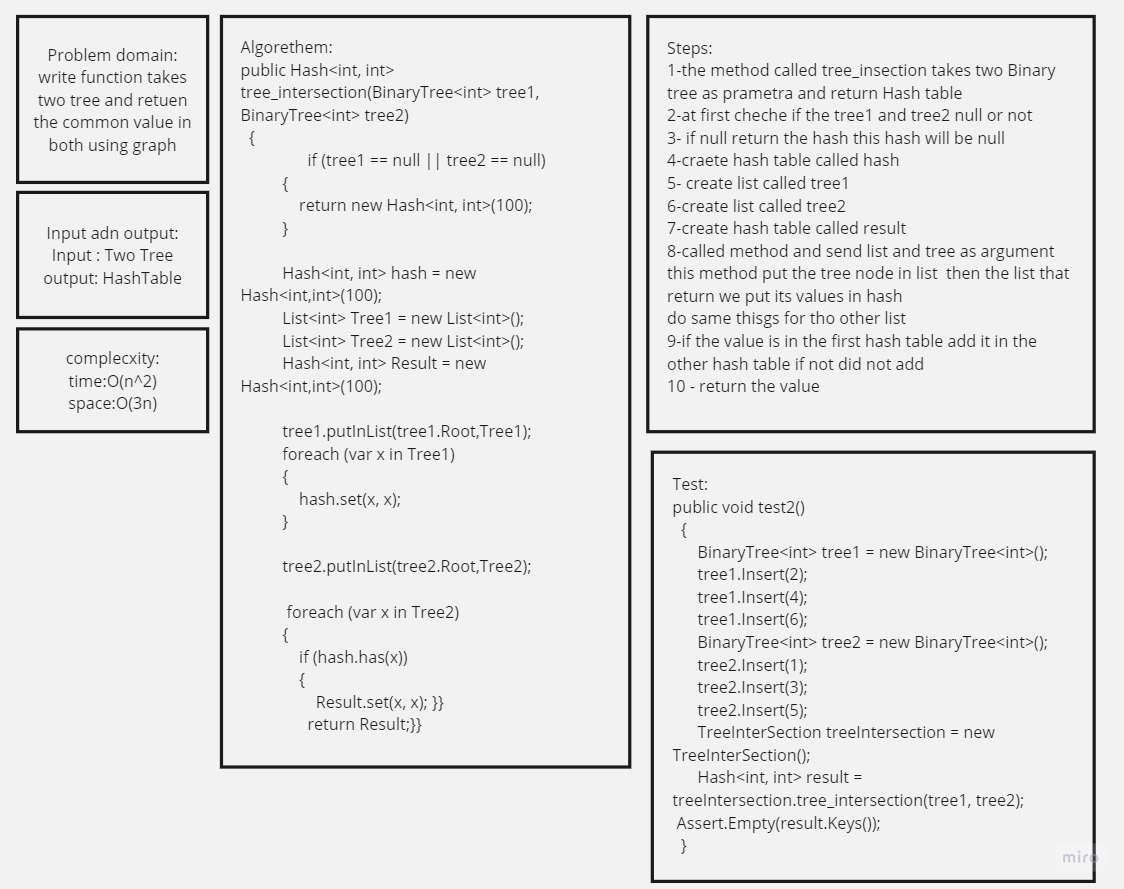 Problem domain:
write function takes
two tree and retuen
the common value in
both using graph
Input adn output:
Input : Two Tree
output: HashTable
complecxity:
time:O(n^2)
space:O(3n)
Algorethem:
public Hash<int, int>
tree_intersection(BinaryTree<int> tree1,
BinaryTree<int> tree2)
{
if (tree1 == null || tree2 == null)
{
return new Hash<int, int>(100);
}
Hash<int, int> hash = new
Hash<int,int>(100);
List<int> Tree1 = new List<int>();
List<int> Tree2 = new List<int>();
Hash<int, int> Result = new
Hash<int,int>(100);
tree1.putInList(tree1.Root,Tree1);
foreach (var x in Tree1)
{
hash.set(x, x);
}
tree2.putInList(tree2.Root,Tree2);
foreach (var x in Tree2)
{
if (hash.has(x))
{
Result.set(x, x); }}
return Result;}}
Steps:
1-the method called tree_insection takes two Binary
tree as prametra and return Hash table
2-at first cheche if the tree1 and tree2 null or not
3- if null return the hash this hash will be null
4-craete hash table called hash
5- create list called tree1
6-create list called tree2
7-create hash table called result
8-called method and send list and tree as argument
this method put the tree node in list  then the list that
return we put its values in hash
do same thisgs for tho other list
9-if the value is in the first hash table add it in the
other hash table if not did not add
10 - return the value
Test:
public void test2()
{
BinaryTree<int> tree1 = new BinaryTree<int>();
tree1.Insert(2);
tree1.Insert(4);
tree1.Insert(6);
BinaryTree<int> tree2 = new BinaryTree<int>();
tree2.Insert(1);
tree2.Insert(3);
tree2.Insert(5);
TreeInterSection treeIntersection = new
TreeInterSection();
Hash<int, int> result =
treeIntersection.tree_intersection(tree1, tree2);
Assert.Empty(result.Keys());
}
miro